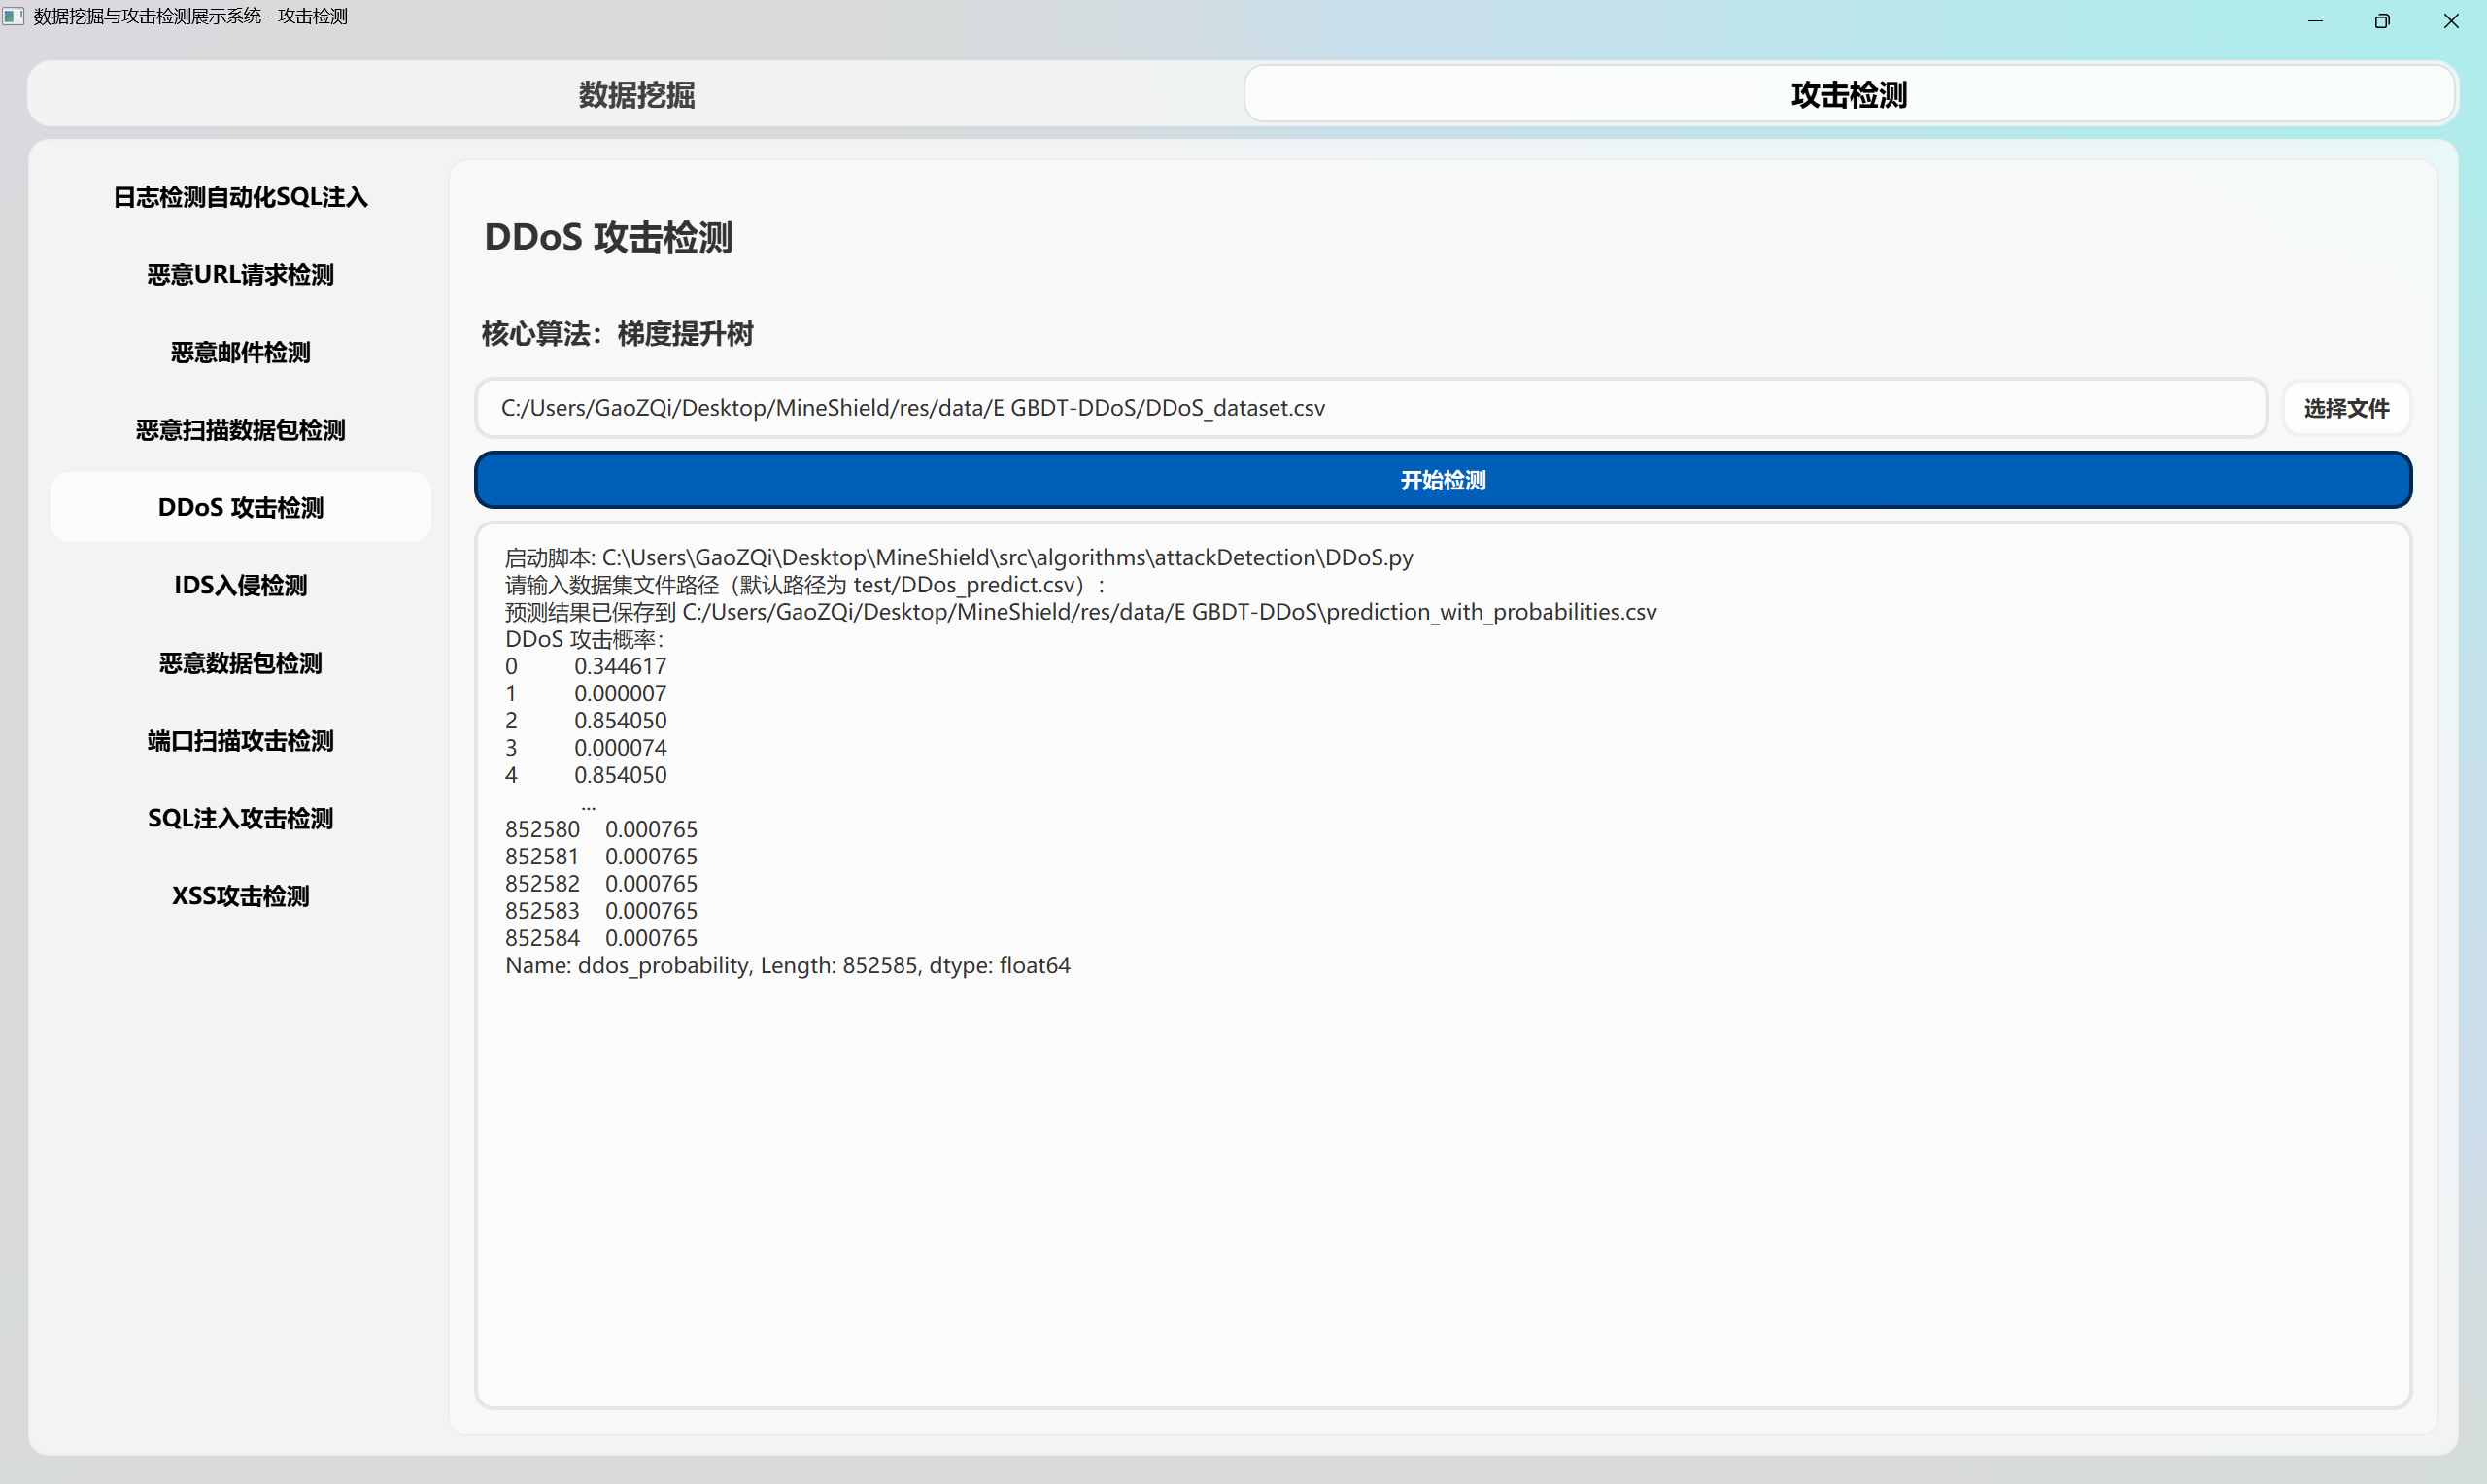 数据挖掘与攻击检测展示系统 - 攻击检测
数据挖掘
攻击检测
日志检测自动化SQL注入
恶意URL请求检测
恶意邮件检测
恶意扫描数据包检测
DDoS 攻击检测
IDS入侵检测
恶意数据包检测
端口扫描攻击检测
SQL注入攻击检测
XSS攻击检测
DDoS 攻击检测
核心算法：梯度提升树
C:/Users/GaoZQi/Desktop/MineShield/res/data/E GBDT-DDoS/DDoS_dataset.csv
选择文件
开始检测
启动脚本: C:\Users\GaoZQi\Desktop\MineShield\src\algorithms\attackDetection\DDoS.py
请输入数据集文件路径（默认路径为 test/DDos_predict.csv）:
预测结果已保存到 C:/Users/GaoZQi/Desktop/MineShield/res/data/E GBDT-DDoS\prediction_with_probabilities.csv
DDoS 攻击概率:
0 0.344617
1 0.000007
2 0.854050
3 0.000074
4 0.854050
...
852580 0.000765
852581 0.000765
852582 0.000765
852583 0.000765
852584 0.000765
Name: ddos_probability, Length: 852585, dtype: float64